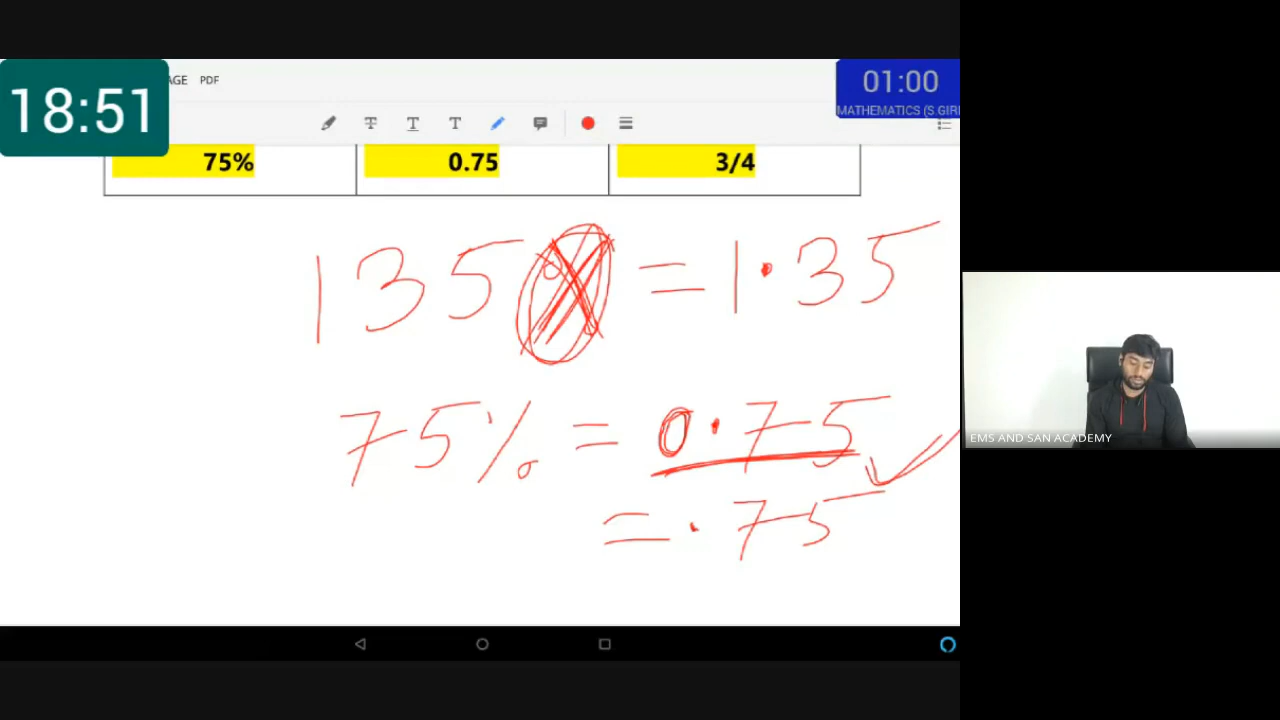 18:51
AGE PDF
01:00
MATHEMATICS (S.GIRI
75% 0.75 3/4
135% = 1.35
75% = 0.75
= .75
EMS AND SAN ACADEMY